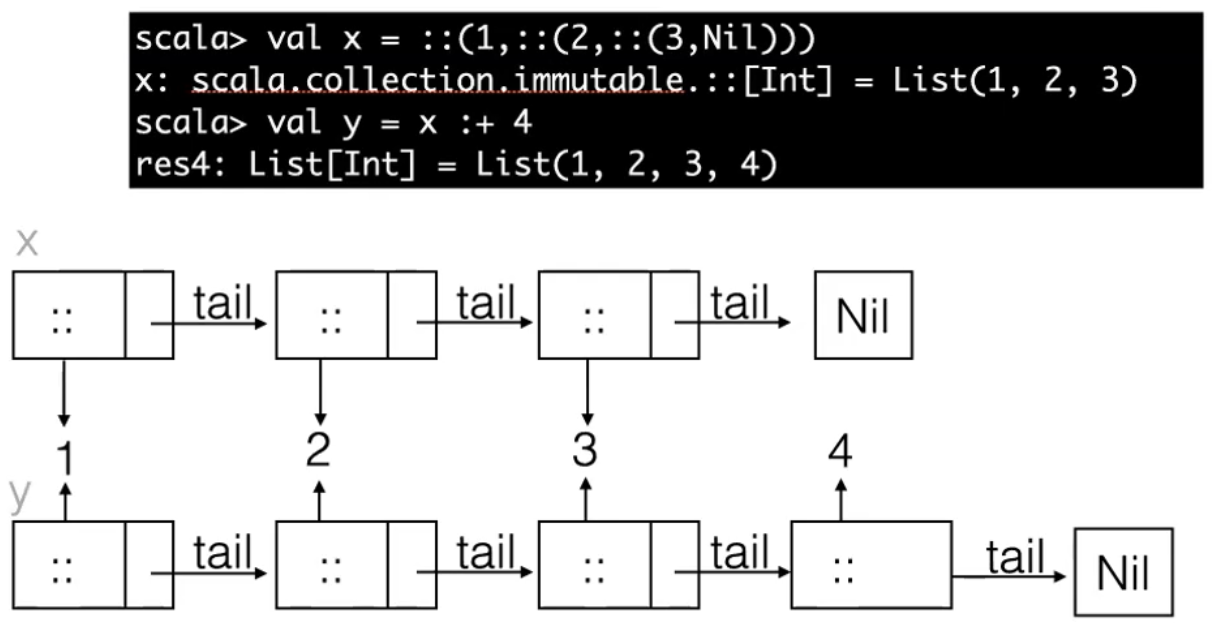 scala> val x = ::(1,::(2,::(3,Nil)))
x: scala.collection.immutable.::[Int] = List(1, 2, 3)
scala> val y = x :+ 4
res4: List[Int] = List(1, 2, 3, 4)
x
:: tail :: tail :: tail Nil
1 2 3 4
y
:: tail :: tail :: tail :: tail Nil